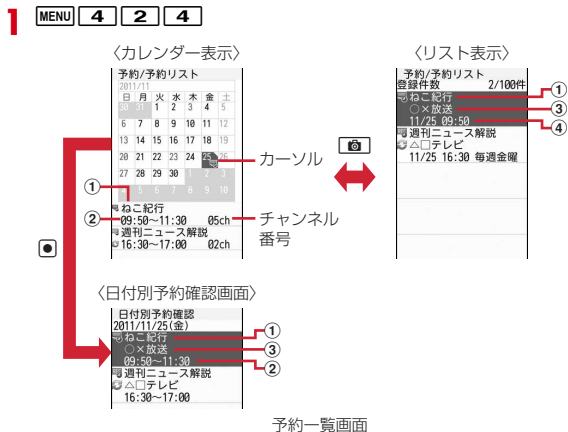 1 MENU 4 2 4
〈カレンダー表示〉
予約/予約リスト
2011/11
日 月 火 水 木 金 土
30 31 1 2 3 4 5
6 7 8 9 10 11 12
13 14 15 16 17 18 19
20 21 22 23 24 25 26
27 28 29 30 1 2 3
4 5 6 7 8 9 10
ねこ紀行
09:50〜11:30 05ch
週刊ニュース解説
16:30〜17:00 02ch
①
②
カーソル
チャンネル
番号
〈リスト表示〉
予約/予約リスト
登録件数 2/100件
ねこ紀行
○×放送
11/25 09:50
週刊ニュース解説
△□テレビ
11/25 16:30 毎週金曜
①
③
④
〈日付別予約確認画面〉
日付別予約確認
2011/11/25(金)
ねこ紀行
○×放送
09:50〜11:30
週刊ニュース解説
△□テレビ
16:30〜17:00
①
③
②
予約一覧画面